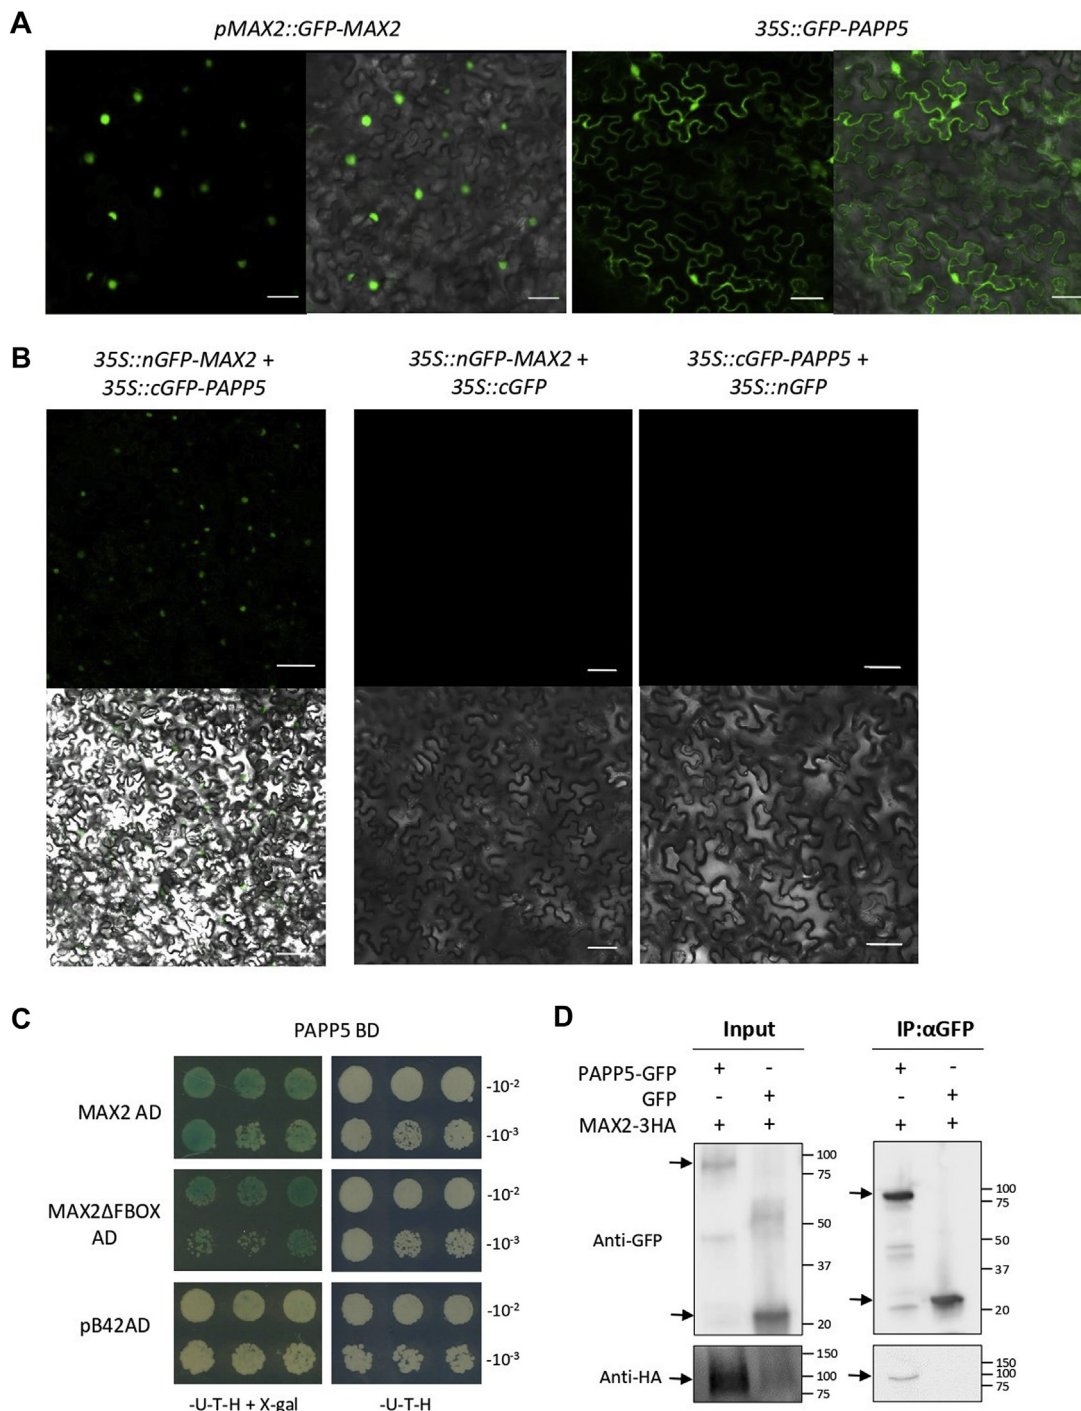 A
pMAX2::GFP-MAX2
35S::GFP-PAPP5
B
35S::nGFP-MAX2 +
35S::cGFP-PAPP5
35S::nGFP-MAX2 +
35S::cGFP
35S::cGFP-PAPP5 +
35S::nGFP
C
PAPP5 BD
MAX2 AD
-10⁻²
-10⁻³
MAX2ΔFBOX
AD
-10⁻²
-10⁻³
pB42AD
-10⁻²
-10⁻³
-U-T-H + X-gal
-U-T-H
D
Input
IP:αGFP
PAPP5-GFP + - + -
GFP - + - +
MAX2-3HA + + + +
Anti-GFP
100
75
50
37
20
100
75
50
37
20
Anti-HA
150
100
75
150
100
75